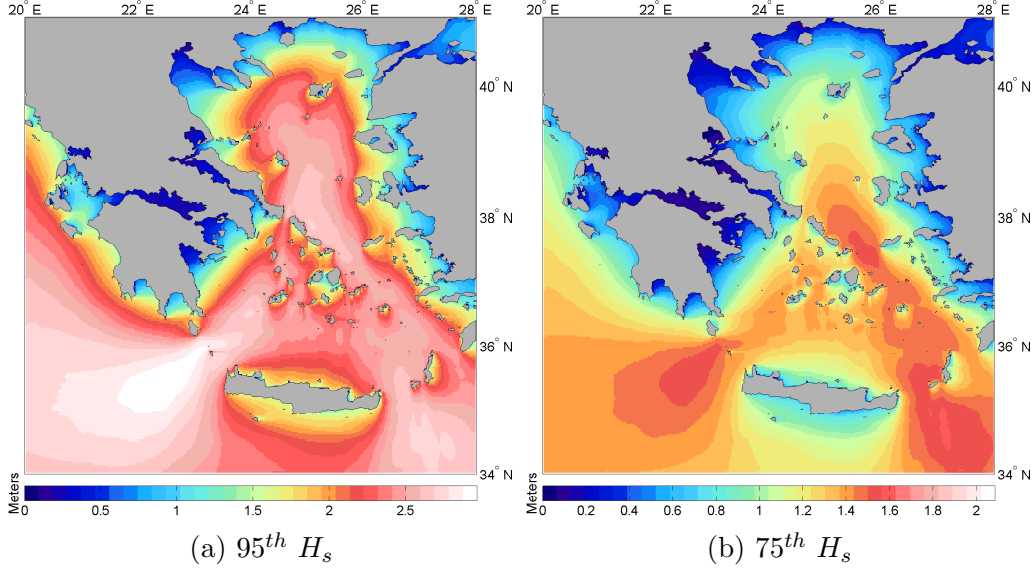 20° E 22° E 24° E 26° E 28° E
40° N
38° N
36° N
34° N
Meters
0 0.5 1 1.5 2 2.5
(a) 95th Hs
20° E 22° E 24° E 26° E 28° E
40° N
38° N
36° N
34° N
Meters
0 0.2 0.4 0.6 0.8 1 1.2 1.4 1.6 1.8 2
(b) 75th Hs